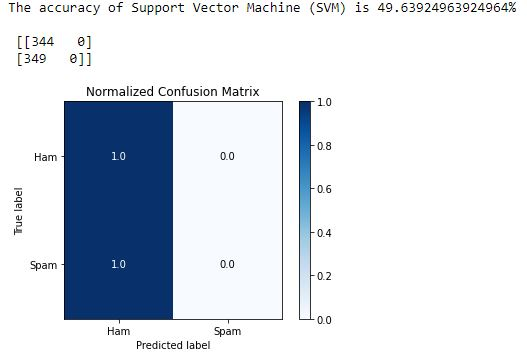 The accuracy of Support Vector Machine (SVM) is 49.63924963924964%
[[344 0]
[349 0]]
Normalized Confusion Matrix
1.0
Ham 1.0 0.0
0.8
0.6
True label
0.4
Spam 1.0 0.0
0.2
0.0
Ham Spam
Predicted label